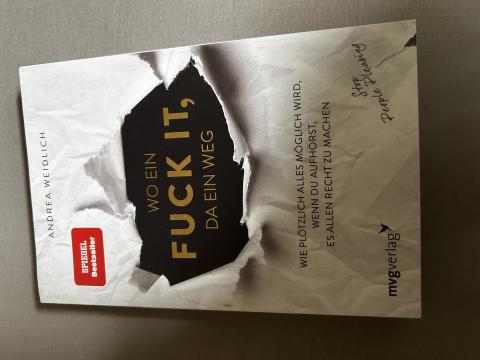 ANDREA WEIDLICH
WO EIN
FUCK IT,
DA EIN WEG
SPIEGEL
Bestseller
WIE PLÖTZLICH ALLES MÖGLICH WIRD,
WENN DU AUFHÖRST,
ES ALLEN RECHT ZU MACHEN
Stop
People Pleasing
mvgverlag